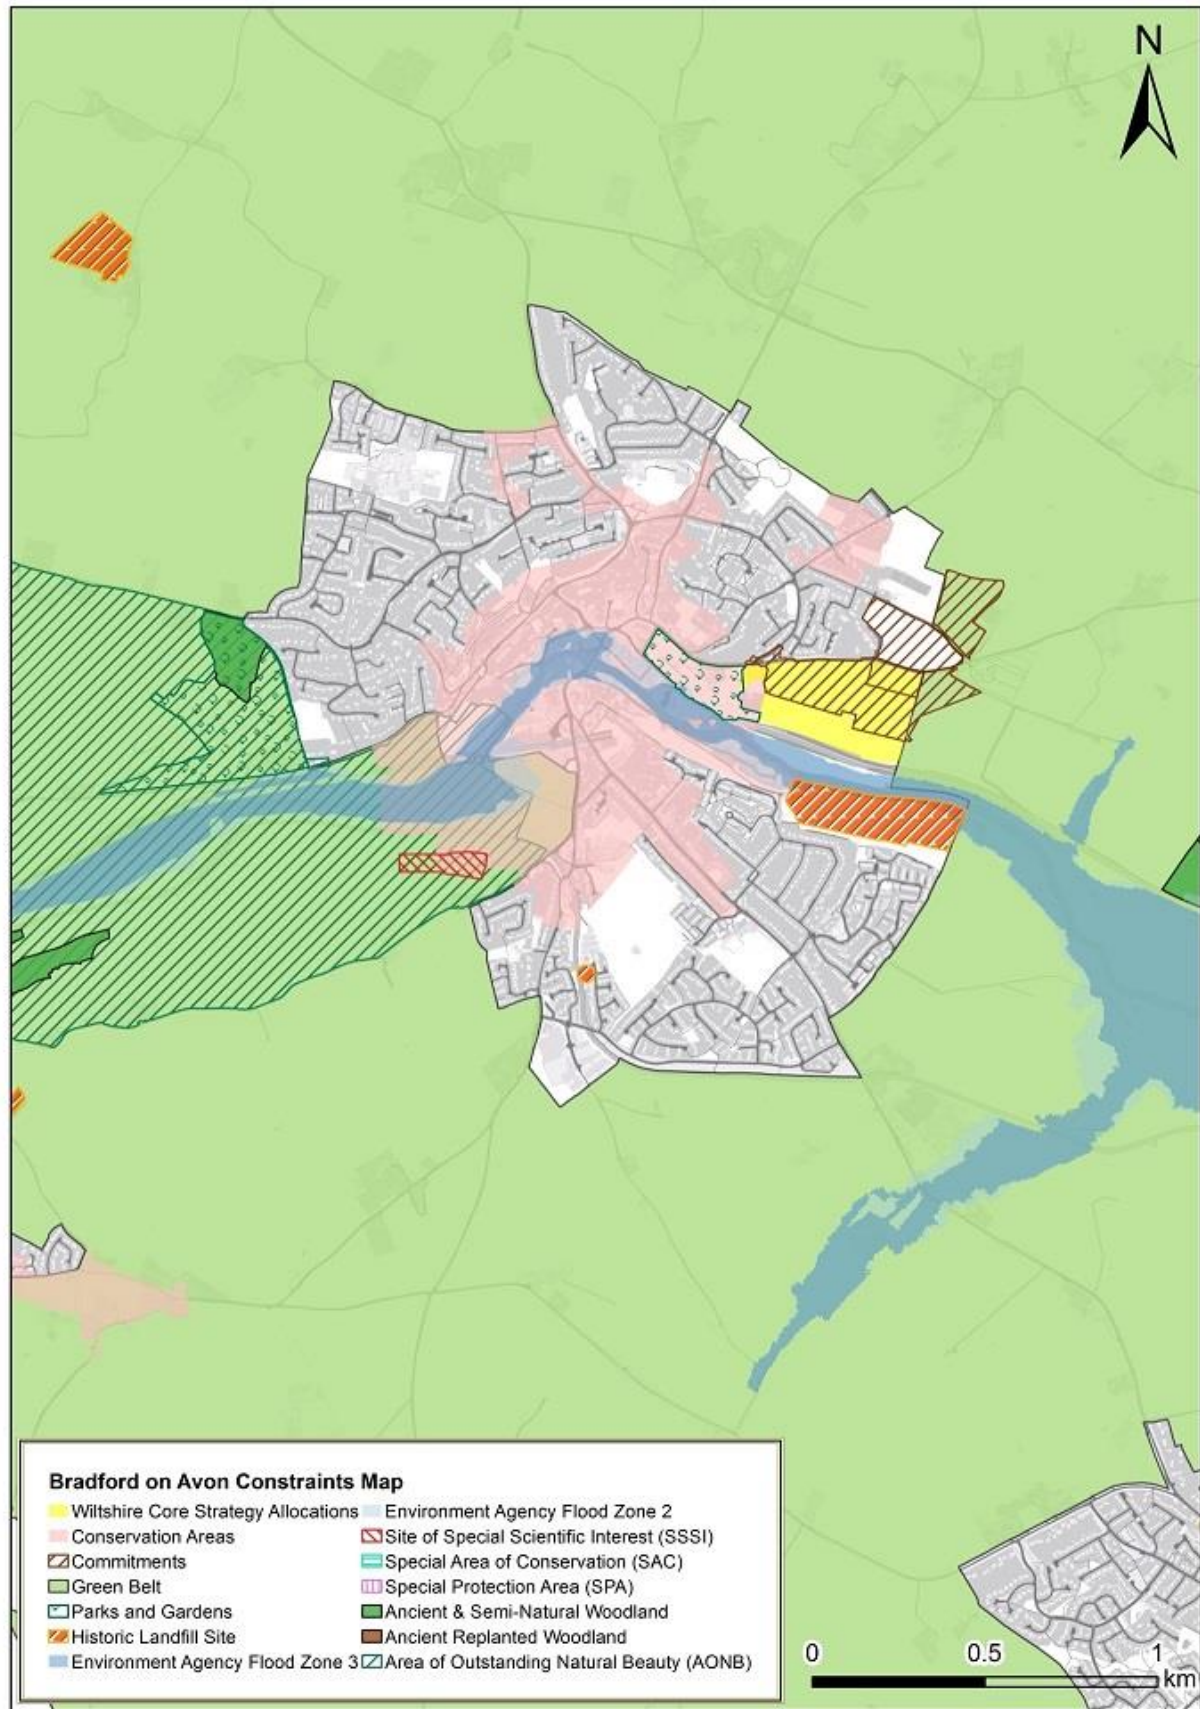 N
Bradford on Avon Constraints Map
Wiltshire Core Strategy Allocations
Conservation Areas
Commitments
Green Belt
Parks and Gardens
Historic Landfill Site
Environment Agency Flood Zone 3
Environment Agency Flood Zone 2
Site of Special Scientific Interest (SSSI)
Special Area of Conservation (SAC)
Special Protection Area (SPA)
Ancient & Semi-Natural Woodland
Ancient Replanted Woodland
Area of Outstanding Natural Beauty (AONB)
0 0.5 1
km